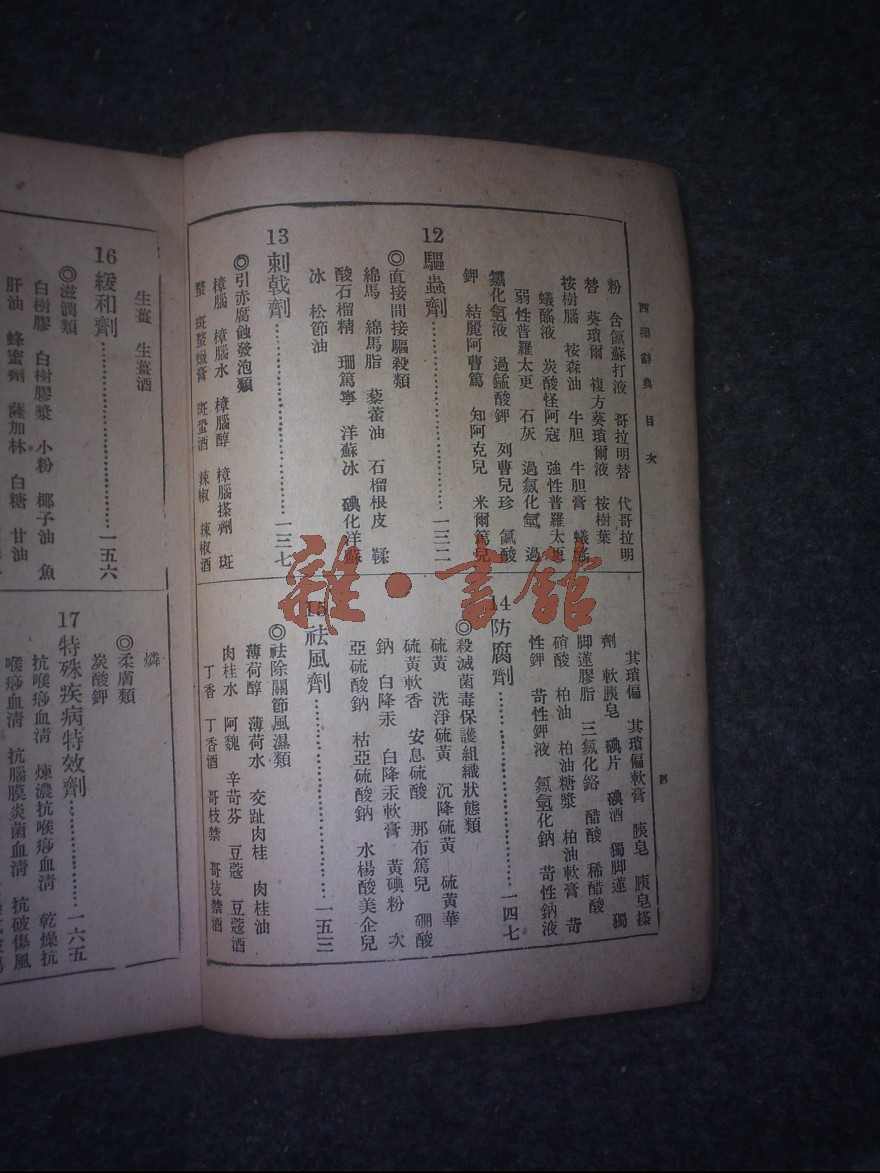 西藥辭典 目次
粉 含氯蘇打液 哥拉明替 代哥拉明
替 葵瑣爾 複方葵瑣爾液 桉樹葉
桉樹腦 桉森油 牛胆 牛胆膏 蟻醛
蟻醛液 炭酸怪阿寇 強性普羅太更
弱性普羅太更 石灰 過氯化氫 過
氯化氫液 過錳酸鉀 列曹兒珍 氯酸
鉀 結麗阿曹篤 知阿克兒 米爾篤兒
12 驅蟲劑 一三二
◎直接間接驅殺類
綿馬 綿馬脂 藜藿油 石榴根皮 鞣
酸石榴精 珊篤寧 洋蘇冰 碘化洋蘇
冰 松節油
13 刺戟劑 一三七
◎引赤腐蝕發泡類
樟腦 樟腦水 樟腦醇 樟腦搽劑 斑
蝥 斑蝥緻膏 斑蝥酒 辣椒 辣椒酒
其瑣偏 其瑣偏軟膏 胰皂 胰皂搽
劑 軟胰皂 碘片 碘酒 獨脚蓮 獨
脚蓮膠脂 三氯化鉻 醋酸 稀醋酸
硝酸 柏油 柏油糖漿 柏油軟膏 苛
性鉀 苛性鉀液 氫氧化鈉 苛性鈉液
14 防腐劑 一四七
◎殺滅菌毒保護組織狀態類
硫黃 洗淨硫黃 沉降硫黃 硫黃華
硫黃軟香 安息硫酸 那布篤兒 硼酸
鈉 白降汞 白降汞軟膏 黃碘粉 次
亞硫酸鈉 枯亞硫酸鈉 水楊酸美企兒
15 祛風劑 一五三
◎祛除關節風濕類
薄荷醇 薄荷水 交趾肉桂 肉桂油
肉桂水 阿魏 辛苛芬 豆蔻 豆蔻酒
丁香 丁香酒 哥枝禁 哥枝禁酒
四
生薑 生薑酒
16 緩和劑 一五六
◎滋潤類
白樹膠 白樹膠漿 小粉 椰子油 魚
肝油 蜂蜜劑 薩加林 白糖 甘油
燐
◎柔膚類
炭酸鉀
17 特殊疾病特效劑 一六五
抗喉痧血清 煉濃抗喉痧血清 乾燥抗
喉痧血清 抗腦膜炎菌血清 抗破傷風
雜·書館